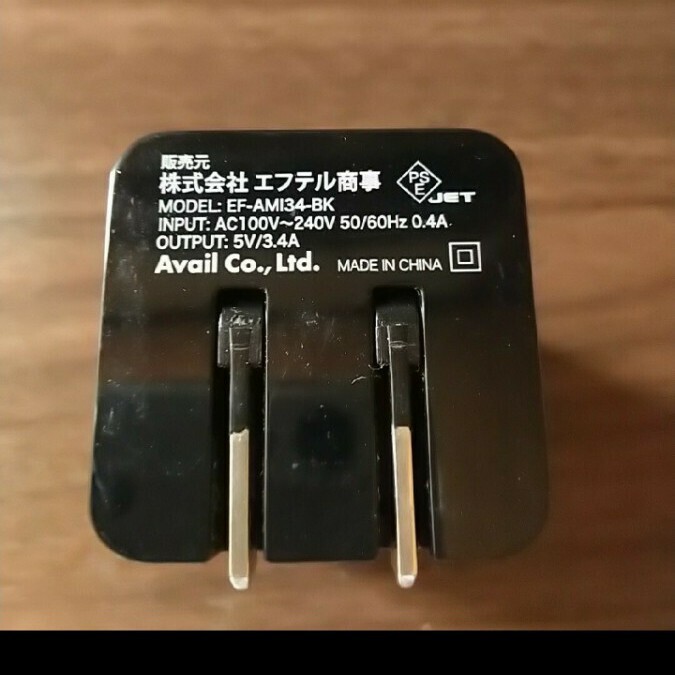 販売元
株式会社 エフテル商事
PS E JET
MODEL: EF-AMI34-BK
INPUT: AC100V～240V 50/60Hz 0.4A
OUTPUT: 5V/3.4A
Avail Co., Ltd. MADE IN CHINA